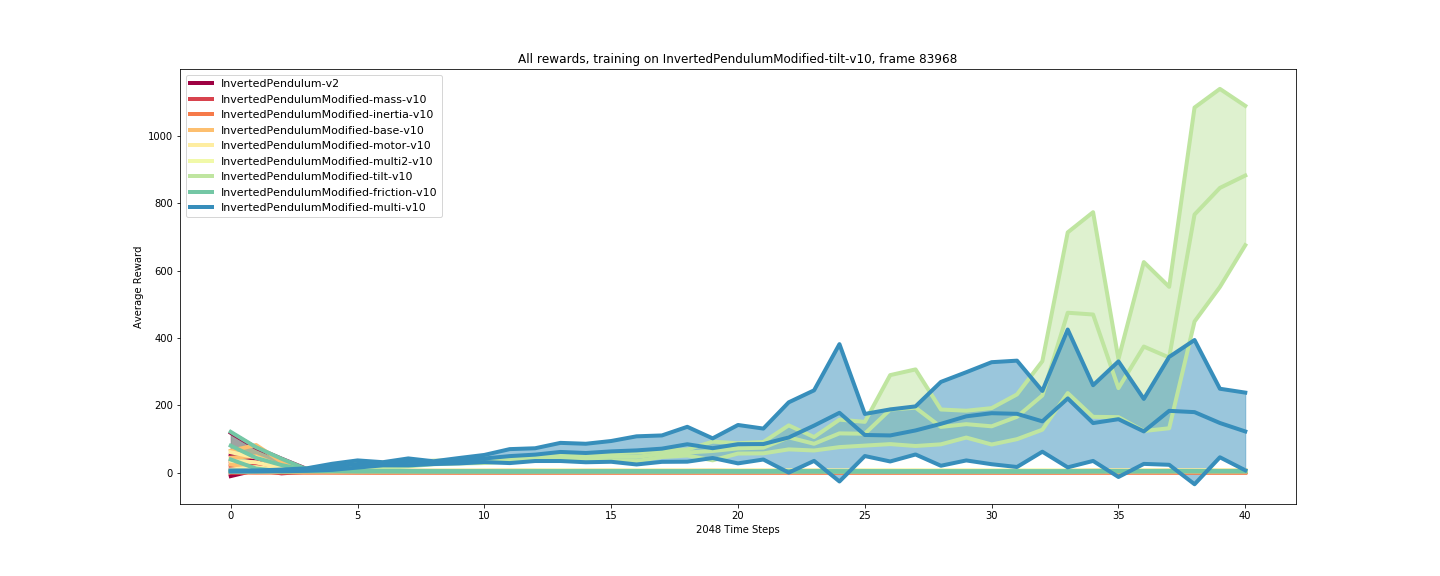 All rewards, training on InvertedPendulumModified-tilt-v10, frame 83968
InvertedPendulum-v2
InvertedPendulumModified-mass-v10
InvertedPendulumModified-inertia-v10
InvertedPendulumModified-base-v10
InvertedPendulumModified-motor-v10
InvertedPendulumModified-multi2-v10
InvertedPendulumModified-tilt-v10
InvertedPendulumModified-friction-v10
InvertedPendulumModified-multi-v10
Average Reward
1000
800
600
400
200
0
0 5 10 15 20 25 30 35 40
2048 Time Steps